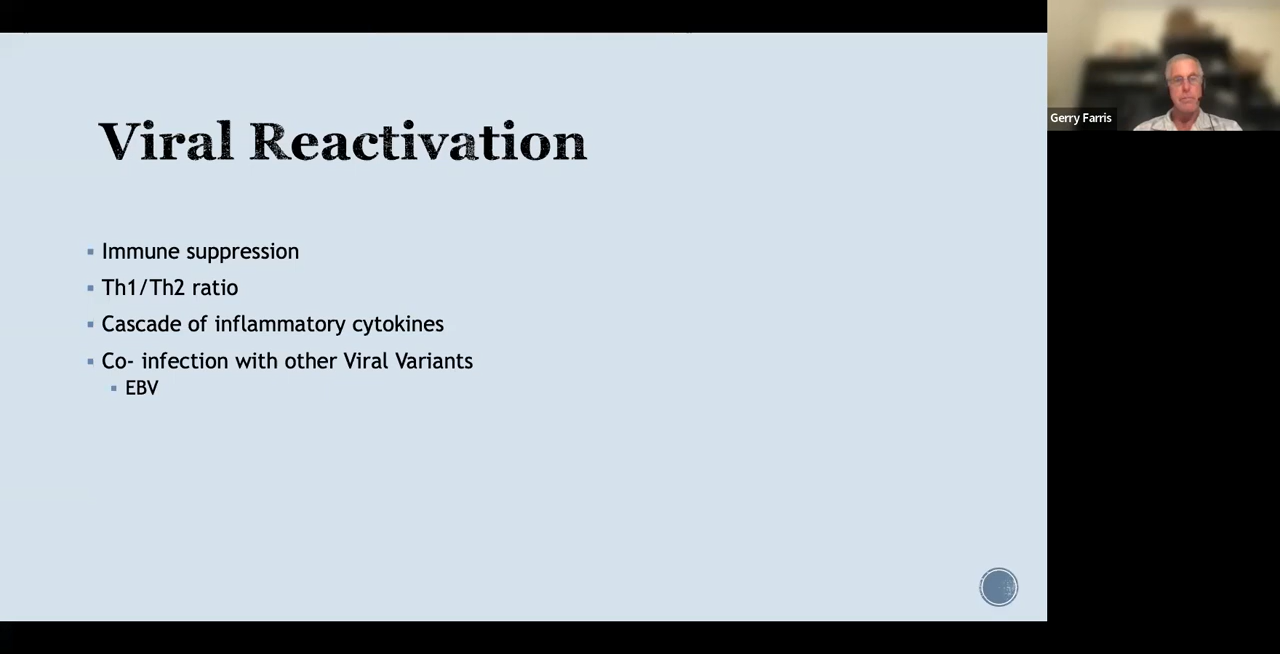 Viral Reactivation
Immune suppression
Th1/Th2 ratio
Cascade of inflammatory cytokines
Co- infection with other Viral Variants
EBV
Gerry Farris